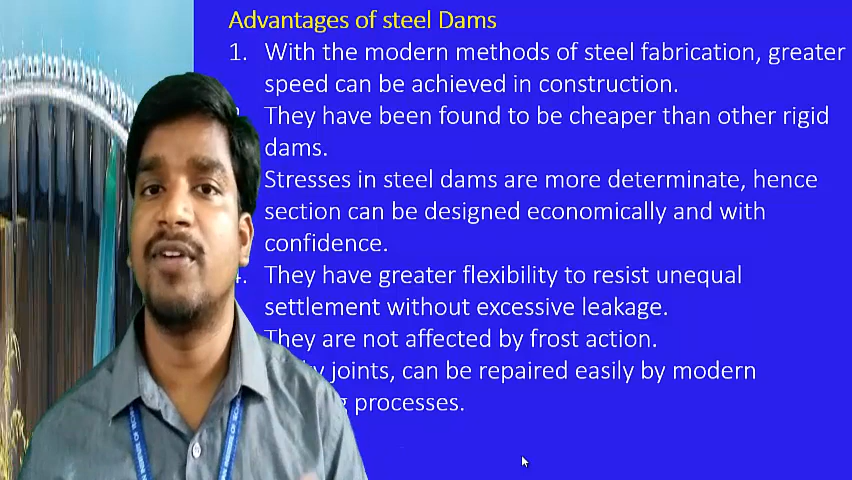 Advantages of steel Dams
1. With the modern methods of steel fabrication, greater
speed can be achieved in construction.
They have been found to be cheaper than other rigid
dams.
Stresses in steel dams are more determinate, hence
section can be designed economically and with
confidence.
4. They have greater flexibility to resist unequal
settlement without excessive leakage.
They are not affected by frost action.
joints, can be repaired easily by modern
processes.